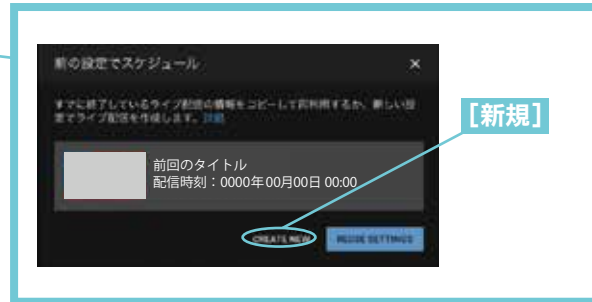 前の設定でスケジュール
×
すでに終了しているライブ配信の情報をコピーして再利用するか、新しい設
定でライブ配信を作成します。詳細
[新規]
前回のタイトル
配信時刻：0000年00月00日 00:00
CREATE NEW
REUSE SETTINGS